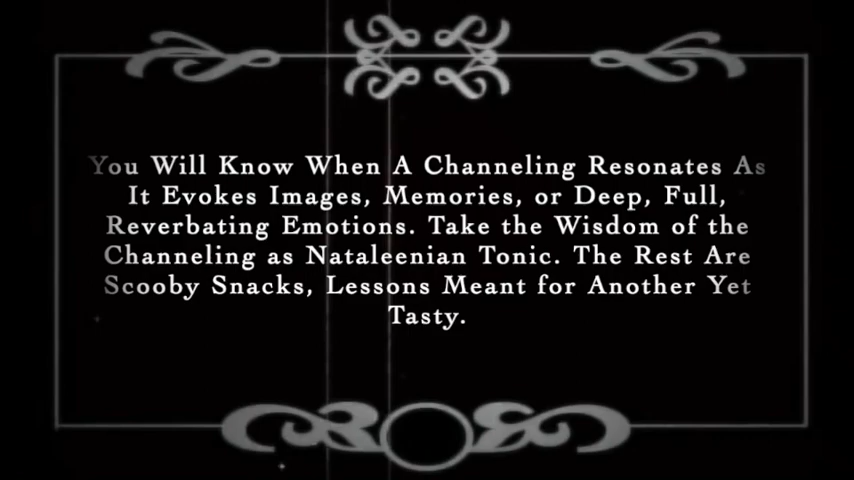 You Will Know When A Channeling Resonates As
It Evokes Images, Memories, or Deep, Full,
Reverbating Emotions. Take the Wisdom of the
Channeling as Nataleenian Tonic. The Rest Are
Scooby Snacks, Lessons Meant for Another Yet
Tasty.